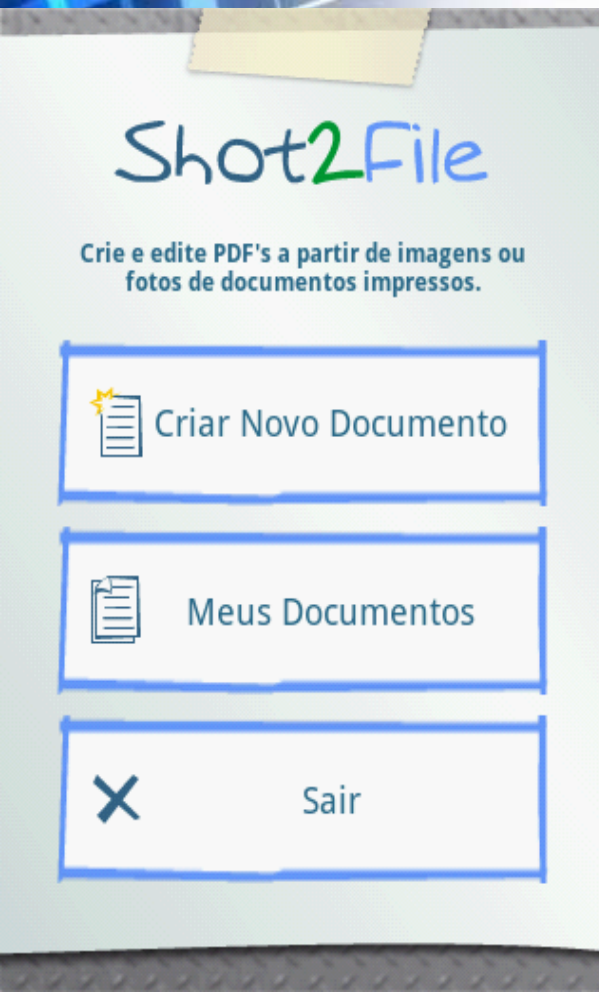 Shot2File
Crie e edite PDF's a partir de imagens ou
fotos de documentos impressos.
Criar Novo Documento
Meus Documentos
Sair